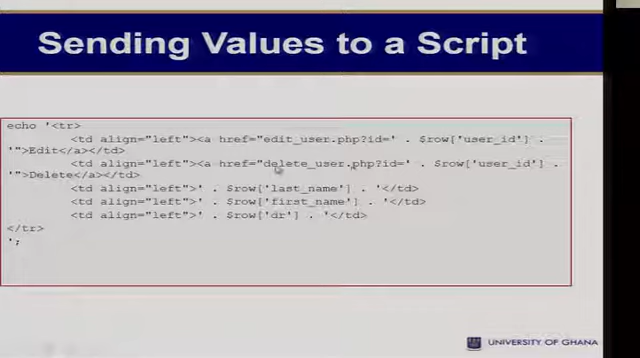 Sending Values to a Script
echo '<tr>
<td align="left"><a href="edit_user.php?id=' . $row['user_id'] .
'">Edit</a></td>
<td align="left"><a href="delete_user.php?id=' . $row['user_id'] .
'">Delete</a></td>
<td align="left">' . $row['last_name'] . '</td>
<td align="left">' . $row['first_name'] . '</td>
<td align="left">' . $row['dr'] . '</td>
</tr>
';
UNIVERSITY OF GHANA